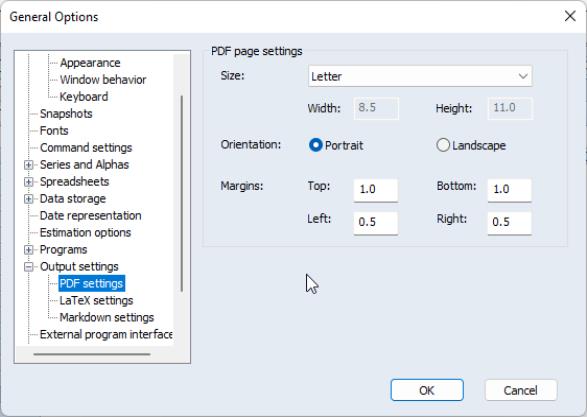 General Options
Appearance
Window behavior
Keyboard
Snapshots
Fonts
Command settings
Series and Alphas
Spreadsheets
Data storage
Date representation
Estimation options
Programs
Output settings
PDF settings
LaTeX settings
Markdown settings
External program interface
PDF page settings
Size: Letter
Width: 8.5 Height: 11.0
Orientation: Portrait Landscape
Margins: Top: 1.0 Bottom: 1.0
Left: 0.5 Right: 0.5
OK Cancel